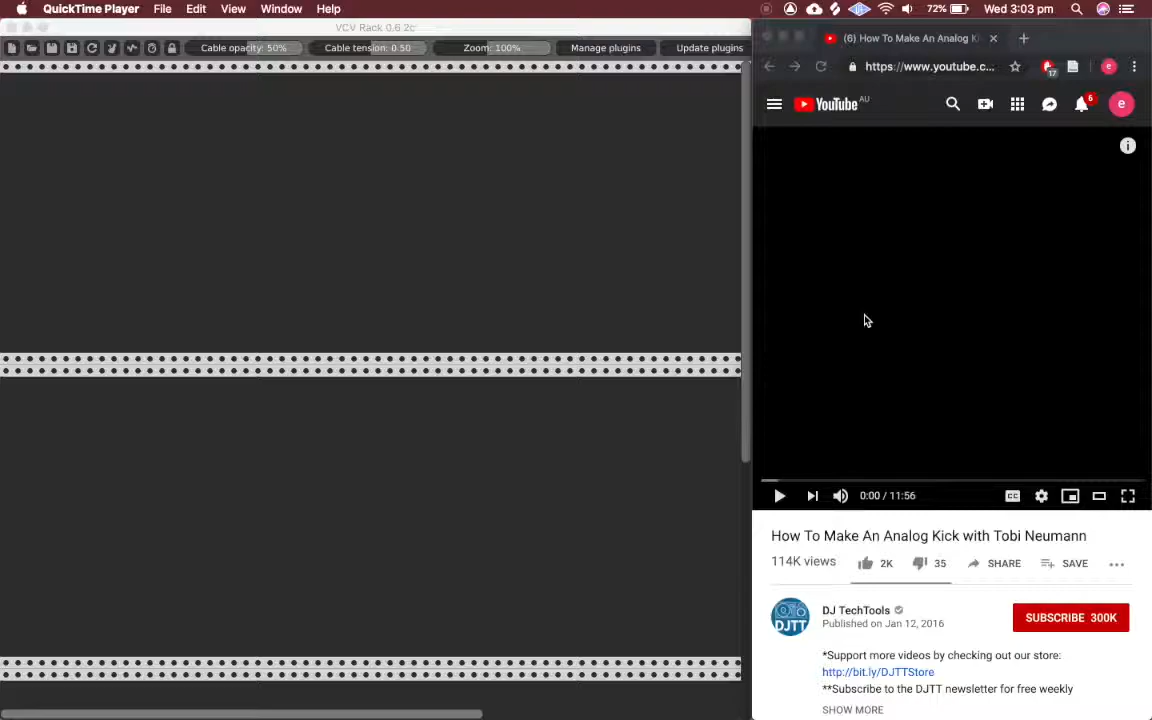 QuickTime Player File Edit View Window Help 72% Wed 3:03 pm
VCV Rack 0.6.2c
Cable opacity: 50% Cable tension: 0.50 Zoom: 100% Manage plugins Update plugins
(6) How To Make An Analog K
https://www.youtube.c...
17
e
YouTube AU
6
e
i
0:00 / 11:56
CC
How To Make An Analog Kick with Tobi Neumann
114K views 2K 35 SHARE SAVE
DJTT
DJ TechTools
Published on Jan 12, 2016
SUBSCRIBE 300K
*Support more videos by checking out our store:
http://bit.ly/DJTTStore
**Subscribe to the DJTT newsletter for free weekly
SHOW MORE